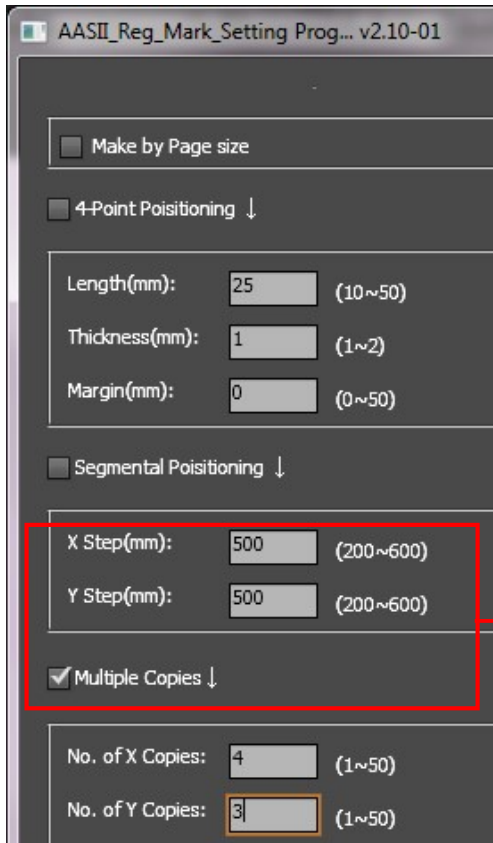 AASII_Reg_Mark_Setting Prog... v2.10-01
Make by Page size
4-Point Poisitioning ↓
Length(mm): 25 (10~50)
Thickness(mm): 1 (1~2)
Margin(mm): 0 (0~50)
Segmental Poisitioning ↓
X Step(mm): 500 (200~600)
Y Step(mm): 500 (200~600)
Multiple Copies ↓
No. of X Copies: 4 (1~50)
No. of Y Copies: 3 (1~50)